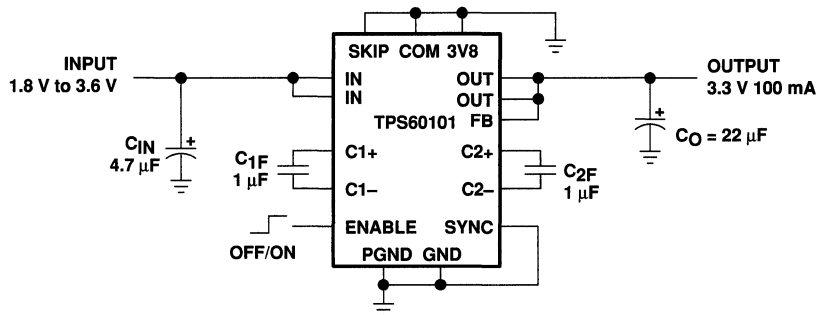 SKIP COM 3V8
INPUT
1.8 V to 3.6 V
IN
IN
OUT
OUT
FB
TPS60101
OUTPUT
3.3 V 100 mA
CIN
4.7 μF
+
+
CO = 22 μF
C1F
1 μF
C1+
C1–
C2+
C2–
C2F
1 μF
OFF/ON
ENABLE
SYNC
PGND GND